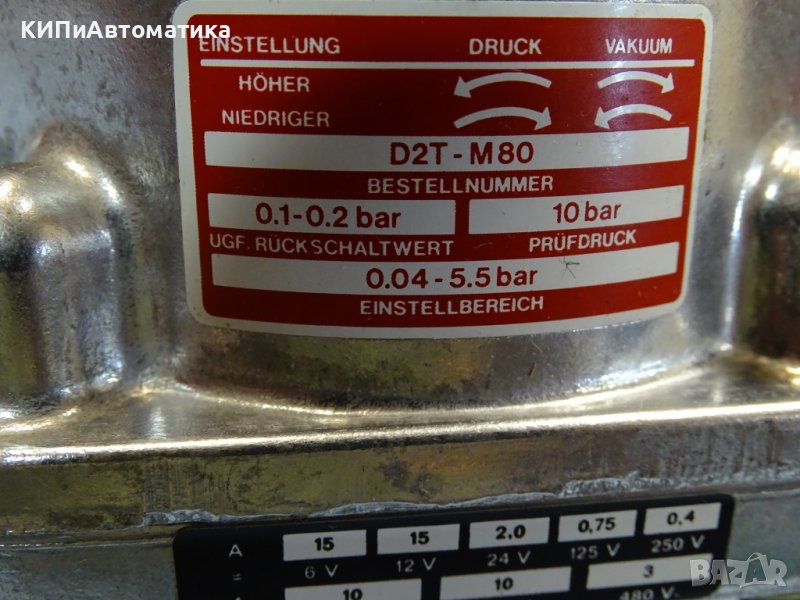 КИПиАвтоматика
EINSTELLUNG DRUCK VAKUUM
HÖHER
NIEDRIGER
D2T-M80
BESTELLNUMMER
0.1-0.2 bar 10 bar
UGF. RÜCKSCHALTWERT PRÜFDRUCK
0.04-5.5 bar
EINSTELLBEREICH
A 15 15 2,0 0,75 0,4
= 6 V 12 V 24 V 125 V 250 V
10 10 3
480 V.
BAZAR